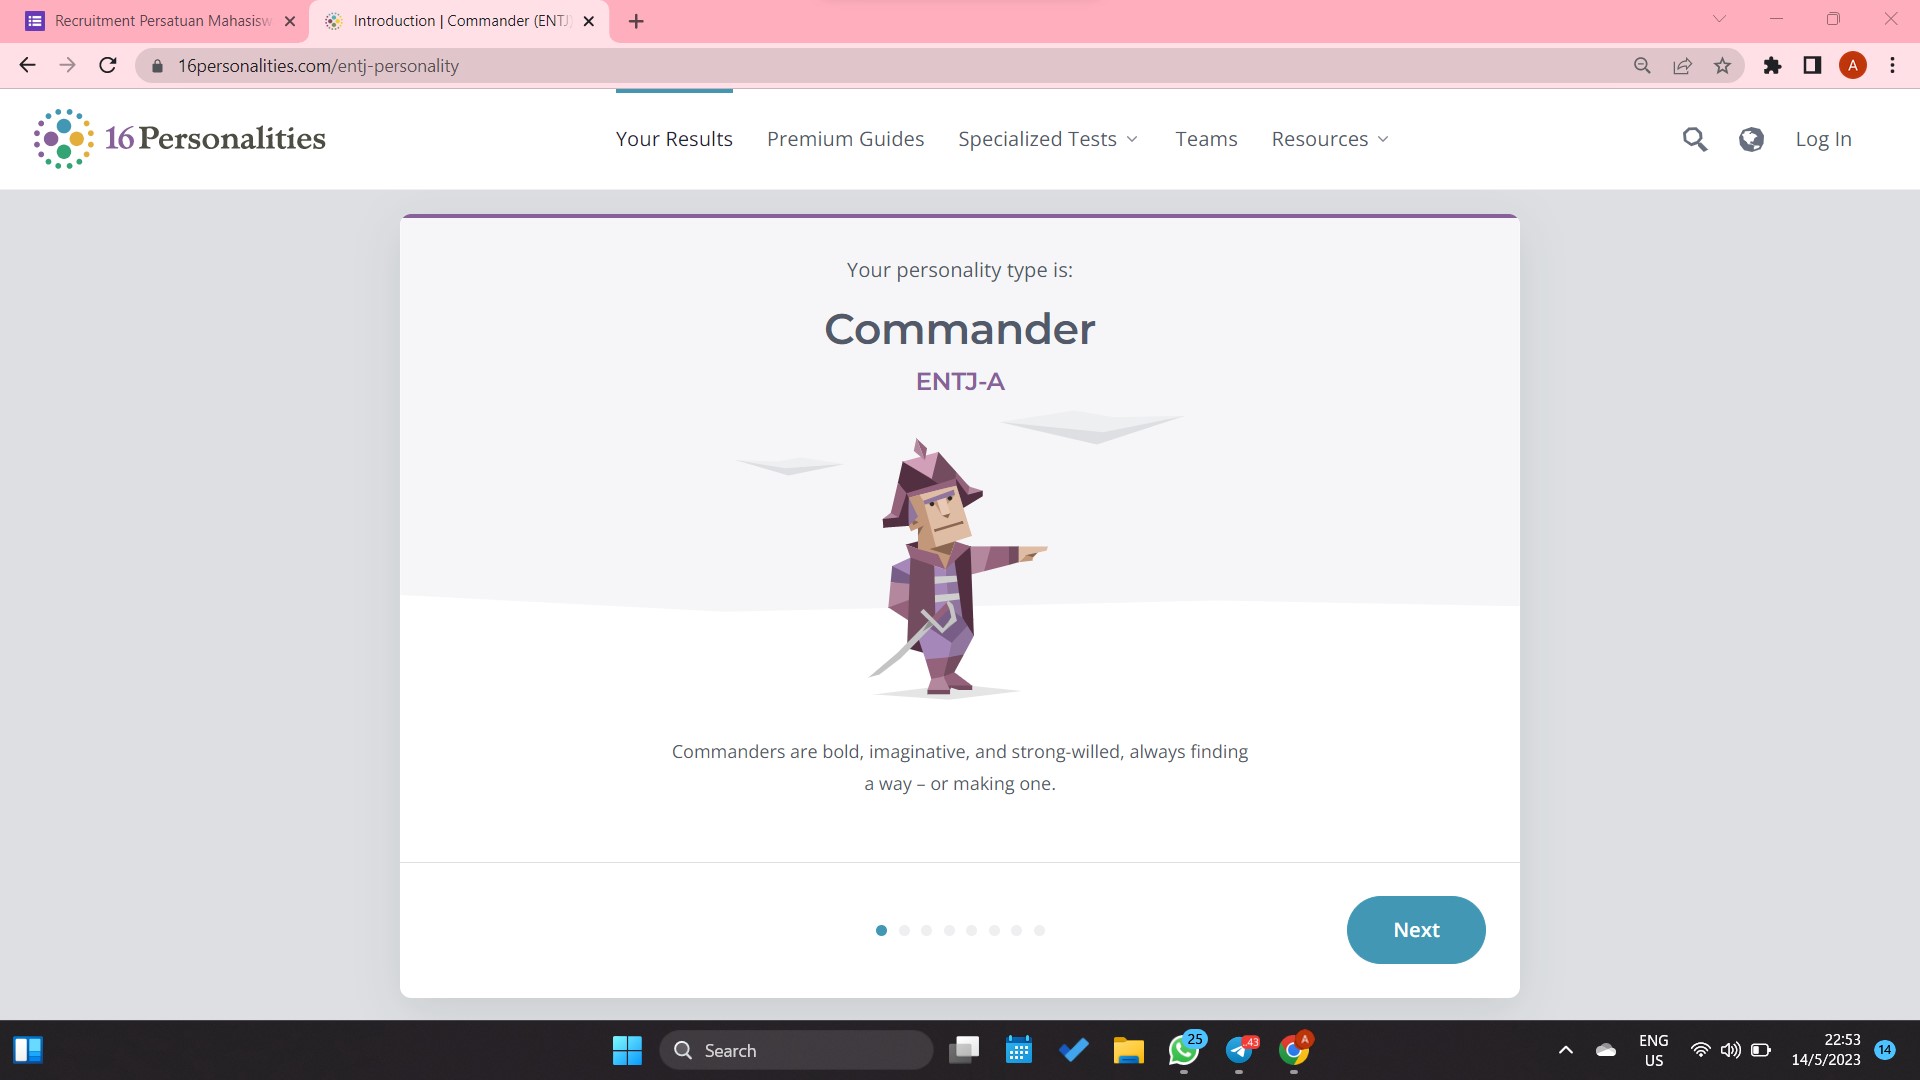 Recruitment Persatuan Mahasisw
Introduction | Commander (ENTJ)
16personalities.com/entj-personality
A
16Personalities
Your Results
Premium Guides
Specialized Tests
Teams
Resources
Log In
Your personality type is:
Commander
ENTJ-A
Commanders are bold, imaginative, and strong-willed, always finding
a way – or making one.
Next
Search
25
43
A
ENG
US
22:53
14/5/2023
14